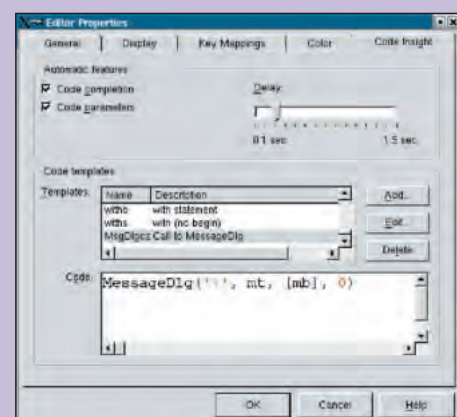 Editor Properties
General Display Key Mappings Color Code Insight
Automatic features
Code completion
Code parameters
Delay:
0.1 sec 1.5 sec
Code templates
Templates: Name Description
withb with statement
withs with (no begin)
Call to MessageDlg
Add...
Edit...
Delete
Code: MessageDlg('|', mt, [mb], 0)
OK Cancel Help